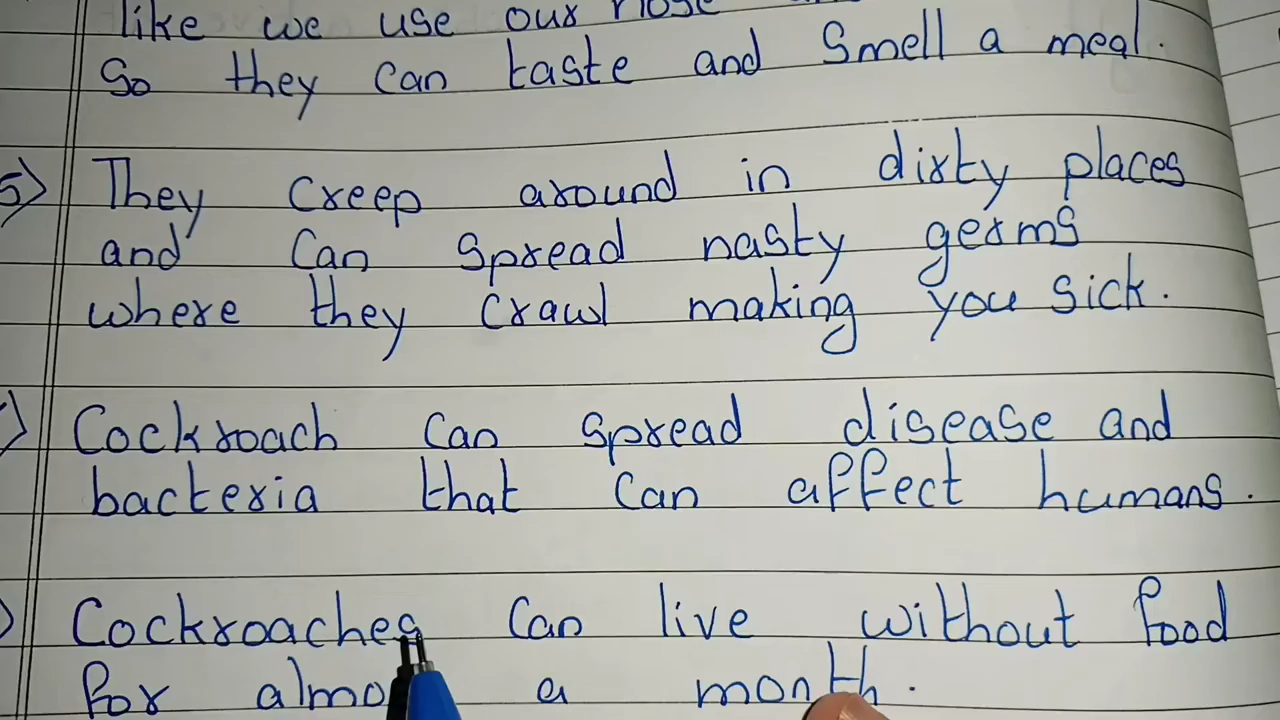 like we use our nose
So they can taste and smell a meal.
5) They creep around in dirty places
and can spread nasty germs
where they crawl making you sick.
) Cockroach can spread disease and
bacteria that can affect humans.
) Cockroaches can live without food
for almo a month.